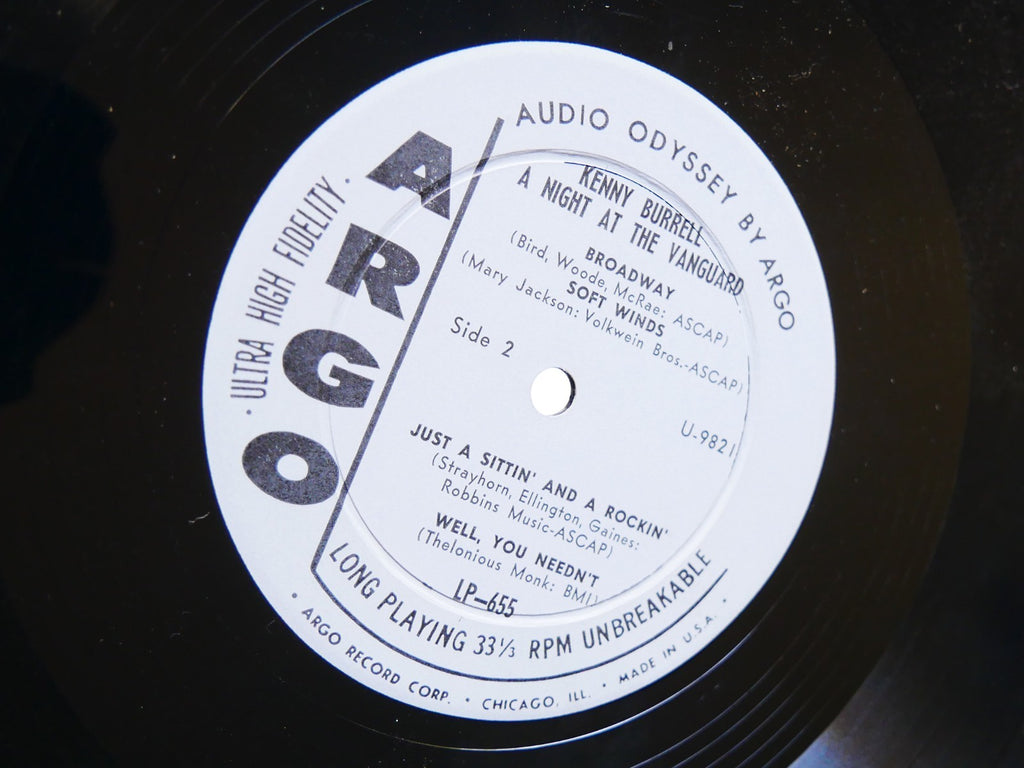 AUDIO ODYSSEY BY ARGO
· ULTRA HIGH FIDELITY ·
ARGO
KENNY BURRELL
A NIGHT AT THE VANGUARD
BROADWAY
(Bird, Woode, McRae: ASCAP)
SOFT WINDS
(Mary Jackson: Volkwein Bros.-ASCAP)
Side 2
U-9821
JUST A SITTIN' AND A ROCKIN'
(Strayhorn, Ellington, Gaines:
Robbins Music-ASCAP)
WELL, YOU NEEDN'T
(Thelonious Monk: BMI)
LP-655
LONG PLAYING 33⅓ RPM UNBREAKABLE
· ARGO RECORD CORP. · CHICAGO, ILL. · MADE IN U.S.A. ·